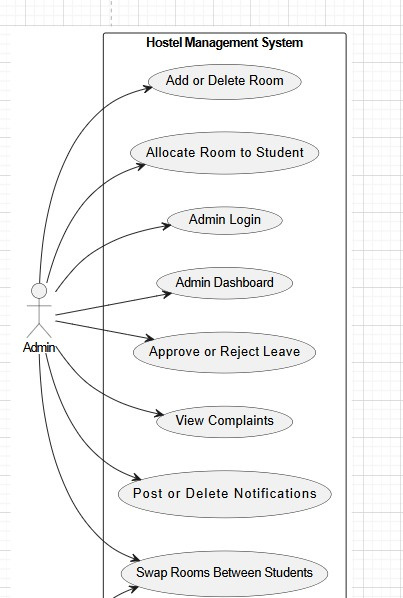 Hostel Management System
Add or Delete Room
Allocate Room to Student
Admin Login
Admin Dashboard
Admin
Approve or Reject Leave
View Complaints
Post or Delete Notifications
Swap Rooms Between Students